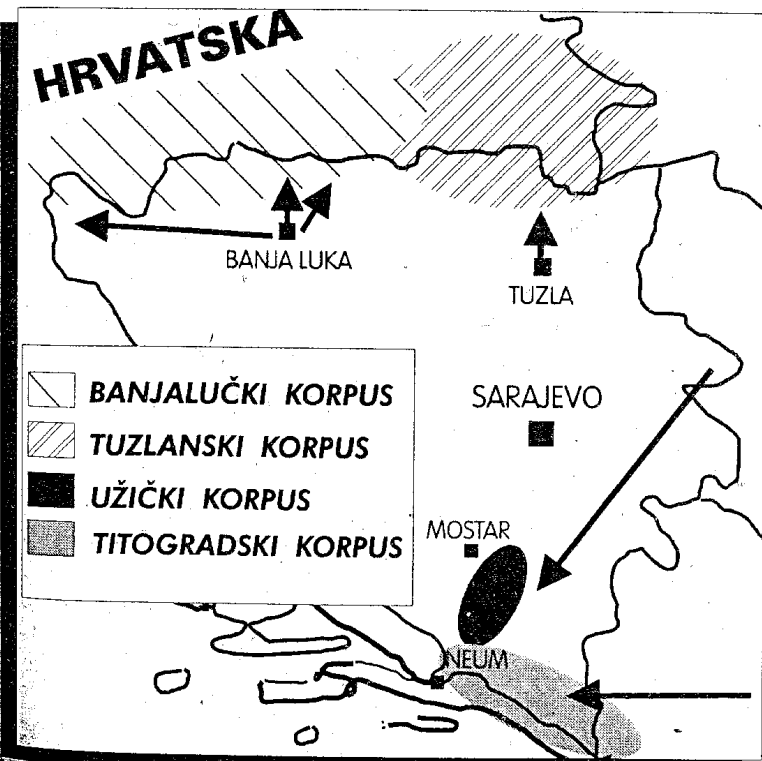 HRVATSKA
BANJA LUKA
TUZLA
SARAJEVO
BANJALUČKI KORPUS
TUZLANSKI KORPUS
UŽIČKI KORPUS
TITOGRADSKI KORPUS
MOSTAR
NEUM